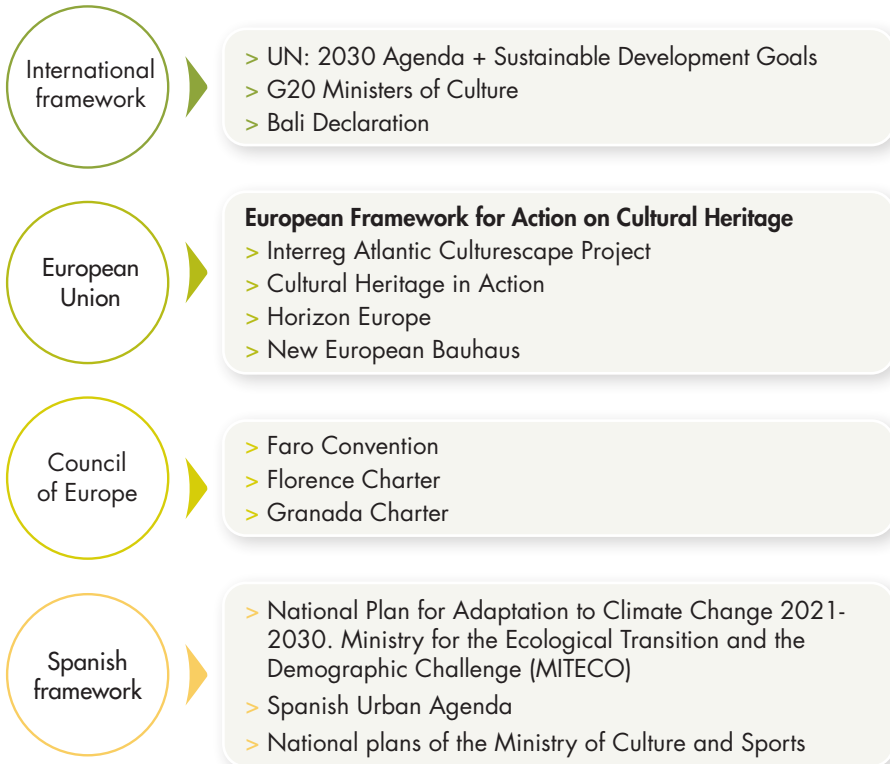 International
framework
> UN: 2030 Agenda + Sustainable Development Goals
> G20 Ministers of Culture
> Bali Declaration
European
Union
European Framework for Action on Cultural Heritage
> Interreg Atlantic Culturescape Project
> Cultural Heritage in Action
> Horizon Europe
> New European Bauhaus
Council
of Europe
> Faro Convention
> Florence Charter
> Granada Charter
Spanish
framework
> National Plan for Adaptation to Climate Change 2021-
2030. Ministry for the Ecological Transition and the
Demographic Challenge (MITECO)
> Spanish Urban Agenda
> National plans of the Ministry of Culture and Sports